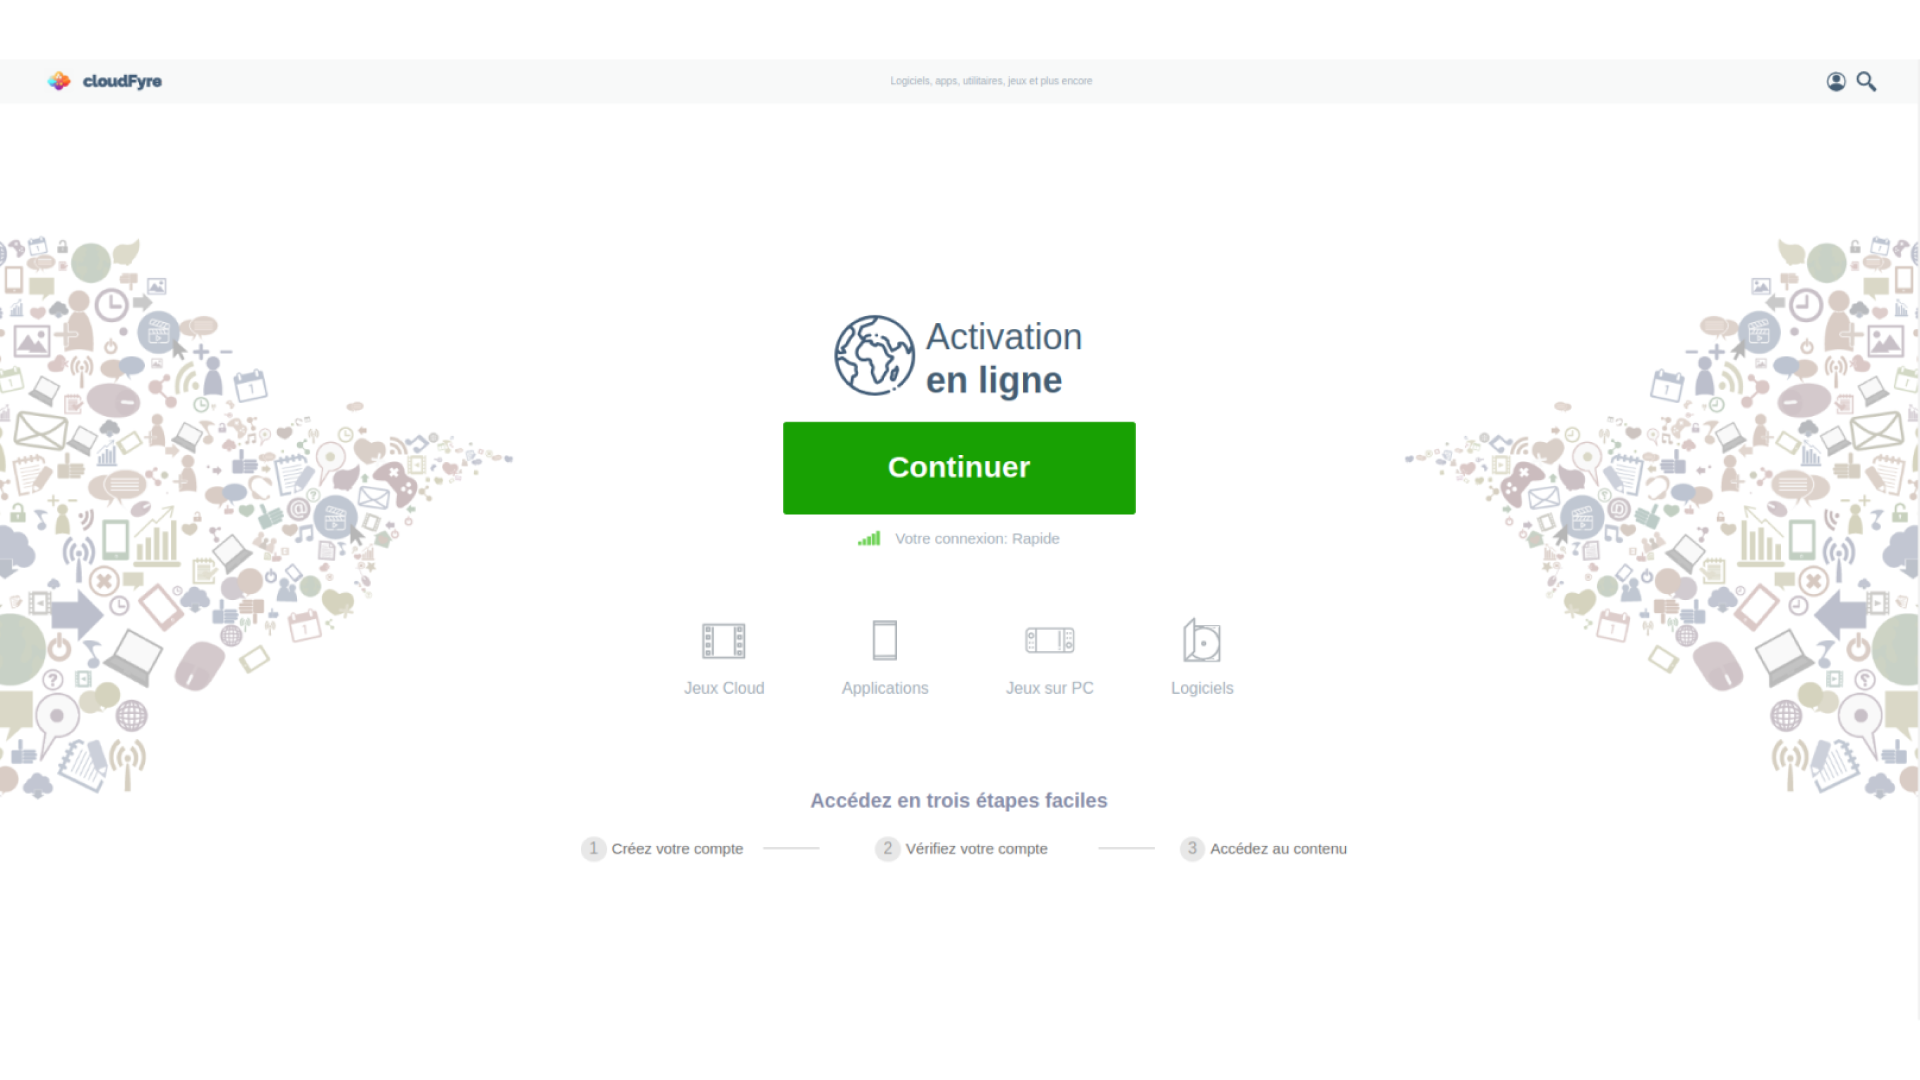 cloudFyre
Logiciels, apps, utilitaires, jeux et plus encore
Activation
en ligne
Continuer
Votre connexion: Rapide
Jeux Cloud
Applications
Jeux sur PC
Logiciels
Accédez en trois étapes faciles
1 Créez votre compte
2 Vérifiez votre compte
3 Accédez au contenu